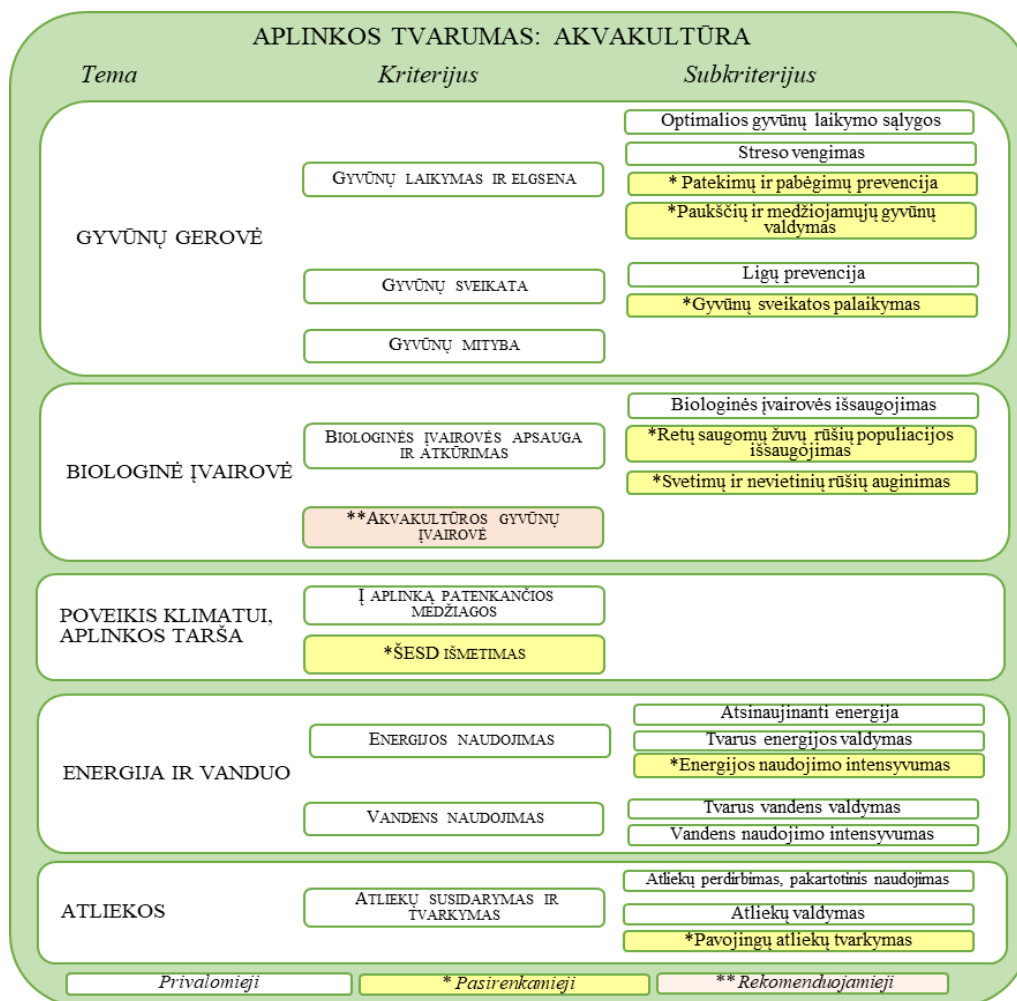 APLINKOS TVARUMAS: AKVAKULTŪRA
Tema Kriterijus Subkriterijus
GYVŪNŲ GEROVĖ
GYVŪNŲ LAIKYMAS IR ELGSENA
Optimalios gyvūnų laikymo sąlygos
Streso vengimas
* Patekimų ir pabėgimų prevencija
*Paukščių ir medžiojamųjų gyvūnų
valdymas
GYVŪNŲ SVEIKATA
Ligų prevencija
*Gyvūnų sveikatos palaikymas
GYVŪNŲ MITYBA
BIOLOGINĖ ĮVAIROVĖ
BIOLOGINĖS ĮVAIROVĖS APSAUGA
IR ATKŪRIMAS
Biologinės įvairovės išsaugojimas
*Retų saugomų žuvų rūšių populiacijos
išsaugojimas
*Svetimų ir nevietinių rūšių auginimas
**AKVAKULTŪROS GYVŪNŲ
ĮVAIROVĖ
POVEIKIS KLIMATUI,
APLINKOS TARŠA
Į APLINKĄ PATENKANČIOS
MEDŽIAGOS
*ŠESD IŠMETIMAS
ENERGIJA IR VANDUO
ENERGIJOS NAUDOJIMAS
Atsinaujinanti energija
Tvarus energijos valdymas
*Energijos naudojimo intensyvumas
VANDENS NAUDOJIMAS
Tvarus vandens valdymas
Vandens naudojimo intensyvumas
ATLIEKOS
ATLIEKŲ SUSIDARYMAS IR
TVARKYMAS
Atliekų perdirbimas, pakartotinis naudojimas
Atliekų valdymas
*Pavojingų atliekų tvarkymas
Privalomieji * Pasirenkamieji ** Rekomenduojamieji